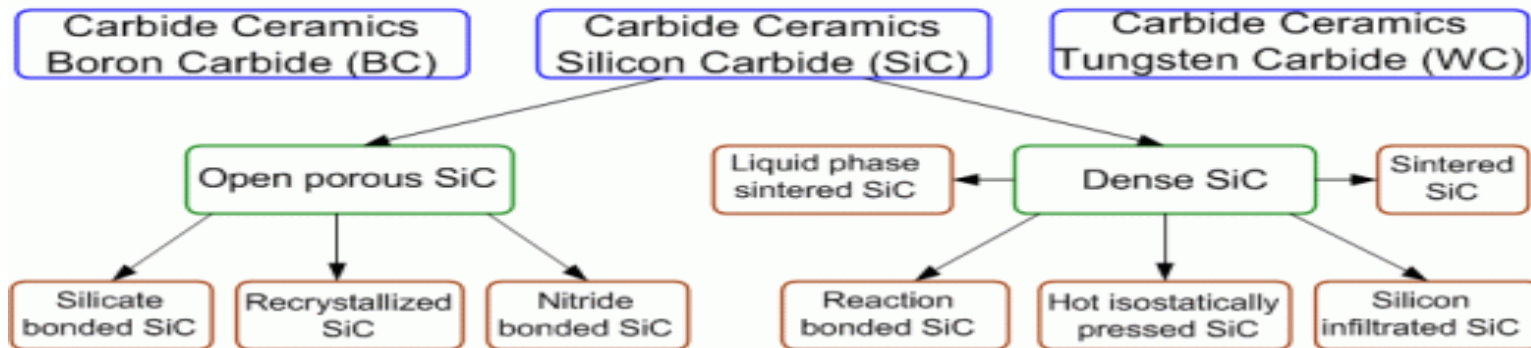 Carbide Ceramics
Boron Carbide (BC)
Carbide Ceramics
Silicon Carbide (SiC)
Carbide Ceramics
Tungsten Carbide (WC)
Open porous SiC
Liquid phase
sintered SiC
Dense SiC
Sintered
SiC
Silicate
bonded SiC
Recrystallized
SiC
Nitride
bonded SiC
Reaction
bonded SiC
Hot isostatically
pressed SiC
Silicon
infiltrated SiC